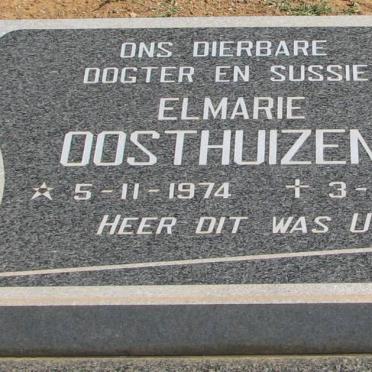 ONS DIERBARE
DOGTER EN SUSSIE
ELMARIE
OOSTHUIZEN
☆ 5-11-1974 ✝ 3-
HEER DIT WAS U